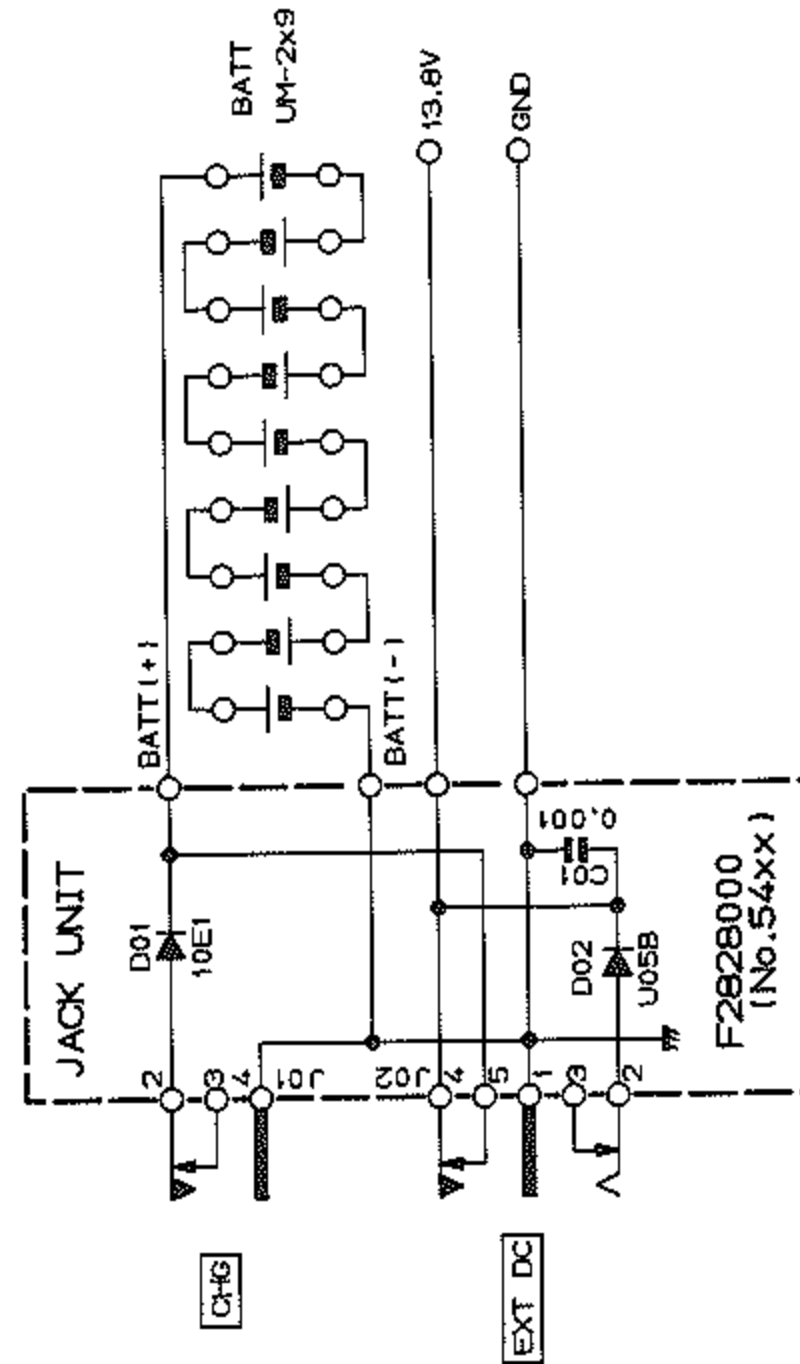 BATT
UM-2x9
13.8V
GND
BATT(+)
BATT(-)
JACK UNIT
D01
10E1
2
3
4
J01
J02
4
5
1
3
2
0.001
C01
D02
U05B
F2828000
(No.54xx)
CHG
EXT DC